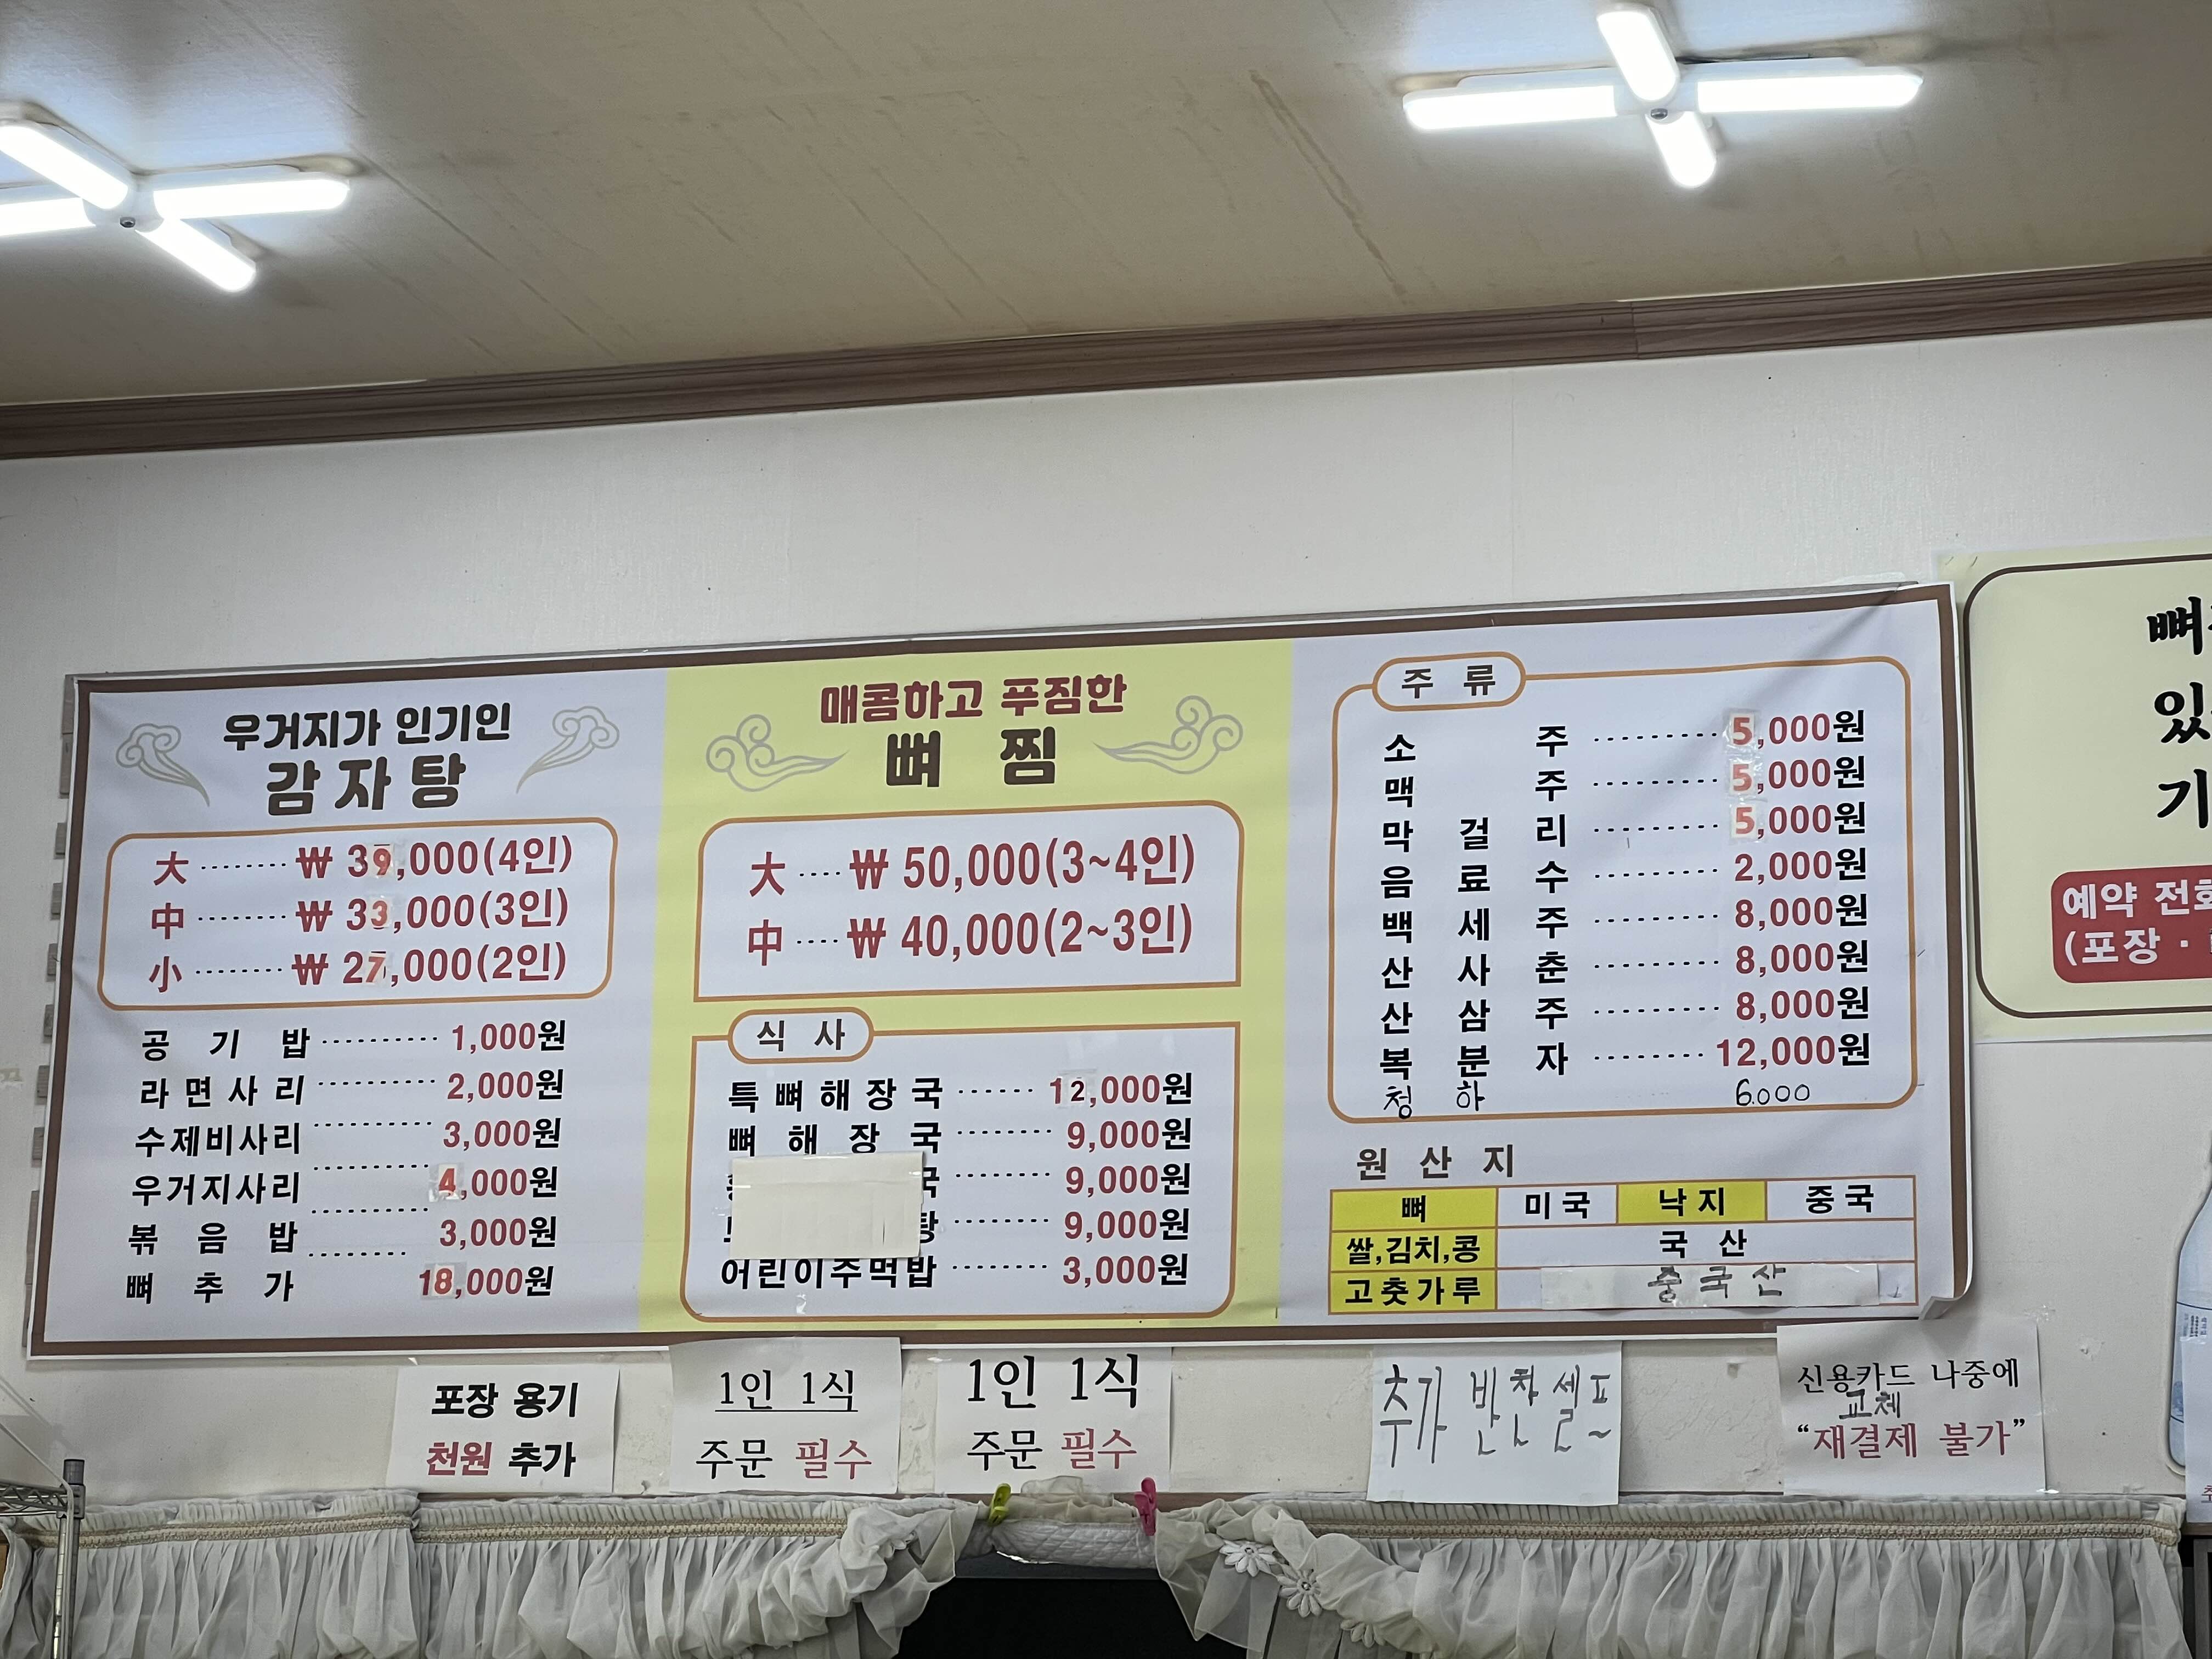 우거지가 인기인
감자탕
大 ········ ₩ 39,000(4인)
中 ········ ₩ 33,000(3인)
小 ········ ₩ 27,000(2인)
공기밥 ·········· 1,000원
라면사리 ·········· 2,000원
수제비사리 ·········· 3,000원
우거지사리 ·········· 4,000원
볶음밥 ·········· 3,000원
뼈추가 18,000원
매콤하고 푸짐한
뼈찜
大 ···· ₩ 50,000(3~4인)
中 ···· ₩ 40,000(2~3인)
식사
특뼈해장국 ······ 12,000원
뼈해장국 ········ 9,000원
국 ········ 9,000원
탕 ········ 9,000원
어린이주먹밥 ········ 3,000원
주류
소주 ·········· 5,000원
맥주 ·········· 5,000원
막걸리 ·········· 5,000원
음료수 ·········· 2,000원
백세주 ·········· 8,000원
산사춘 ·········· 8,000원
산삼주 ·········· 8,000원
복분자 ········ 12,000원
청하 6.000
원산지
뼈 미국 낙지 중국
쌀,김치,콩 국산
고춧가루 중국산
있
기
예약 전화
(포장 ·
포장 용기
천원 추가
1인 1식
주문 필수
1인 1식
주문 필수
추가 반찬 셀프~
신용카드 나중에
교체
“재결제 불가”